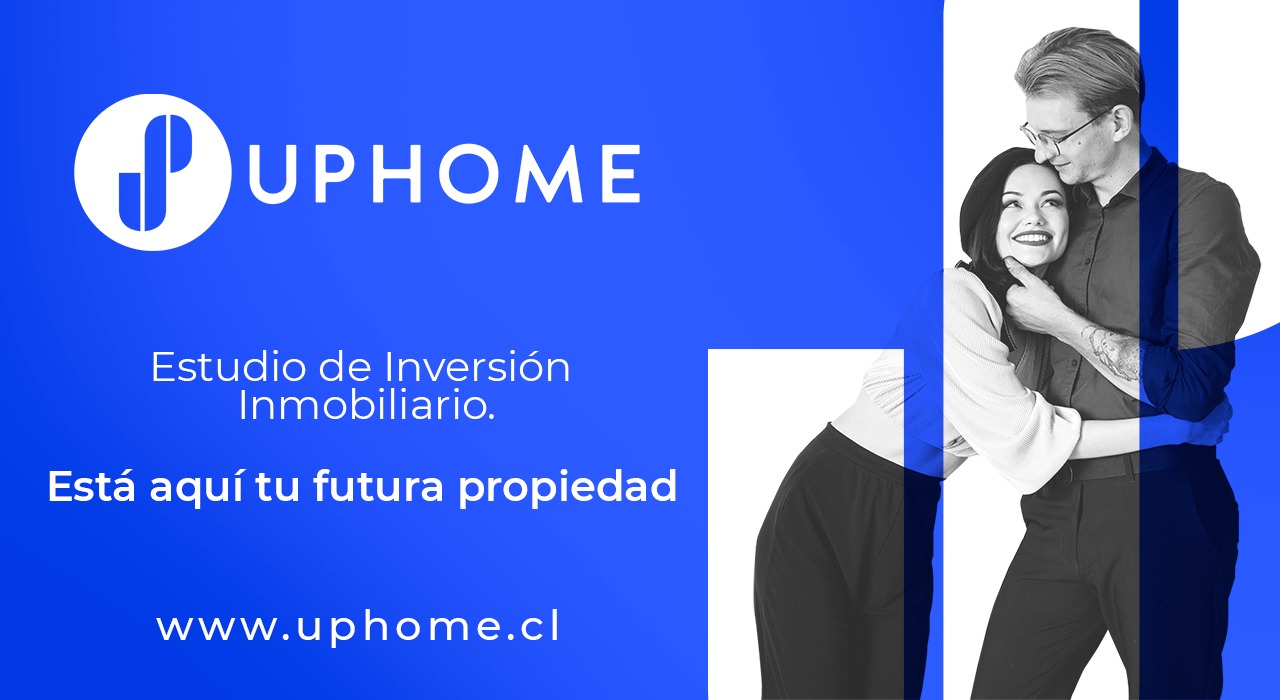 UPHOME
Estudio de Inversión
Inmobiliario.
Está aquí tu futura propiedad
www.uphome.cl